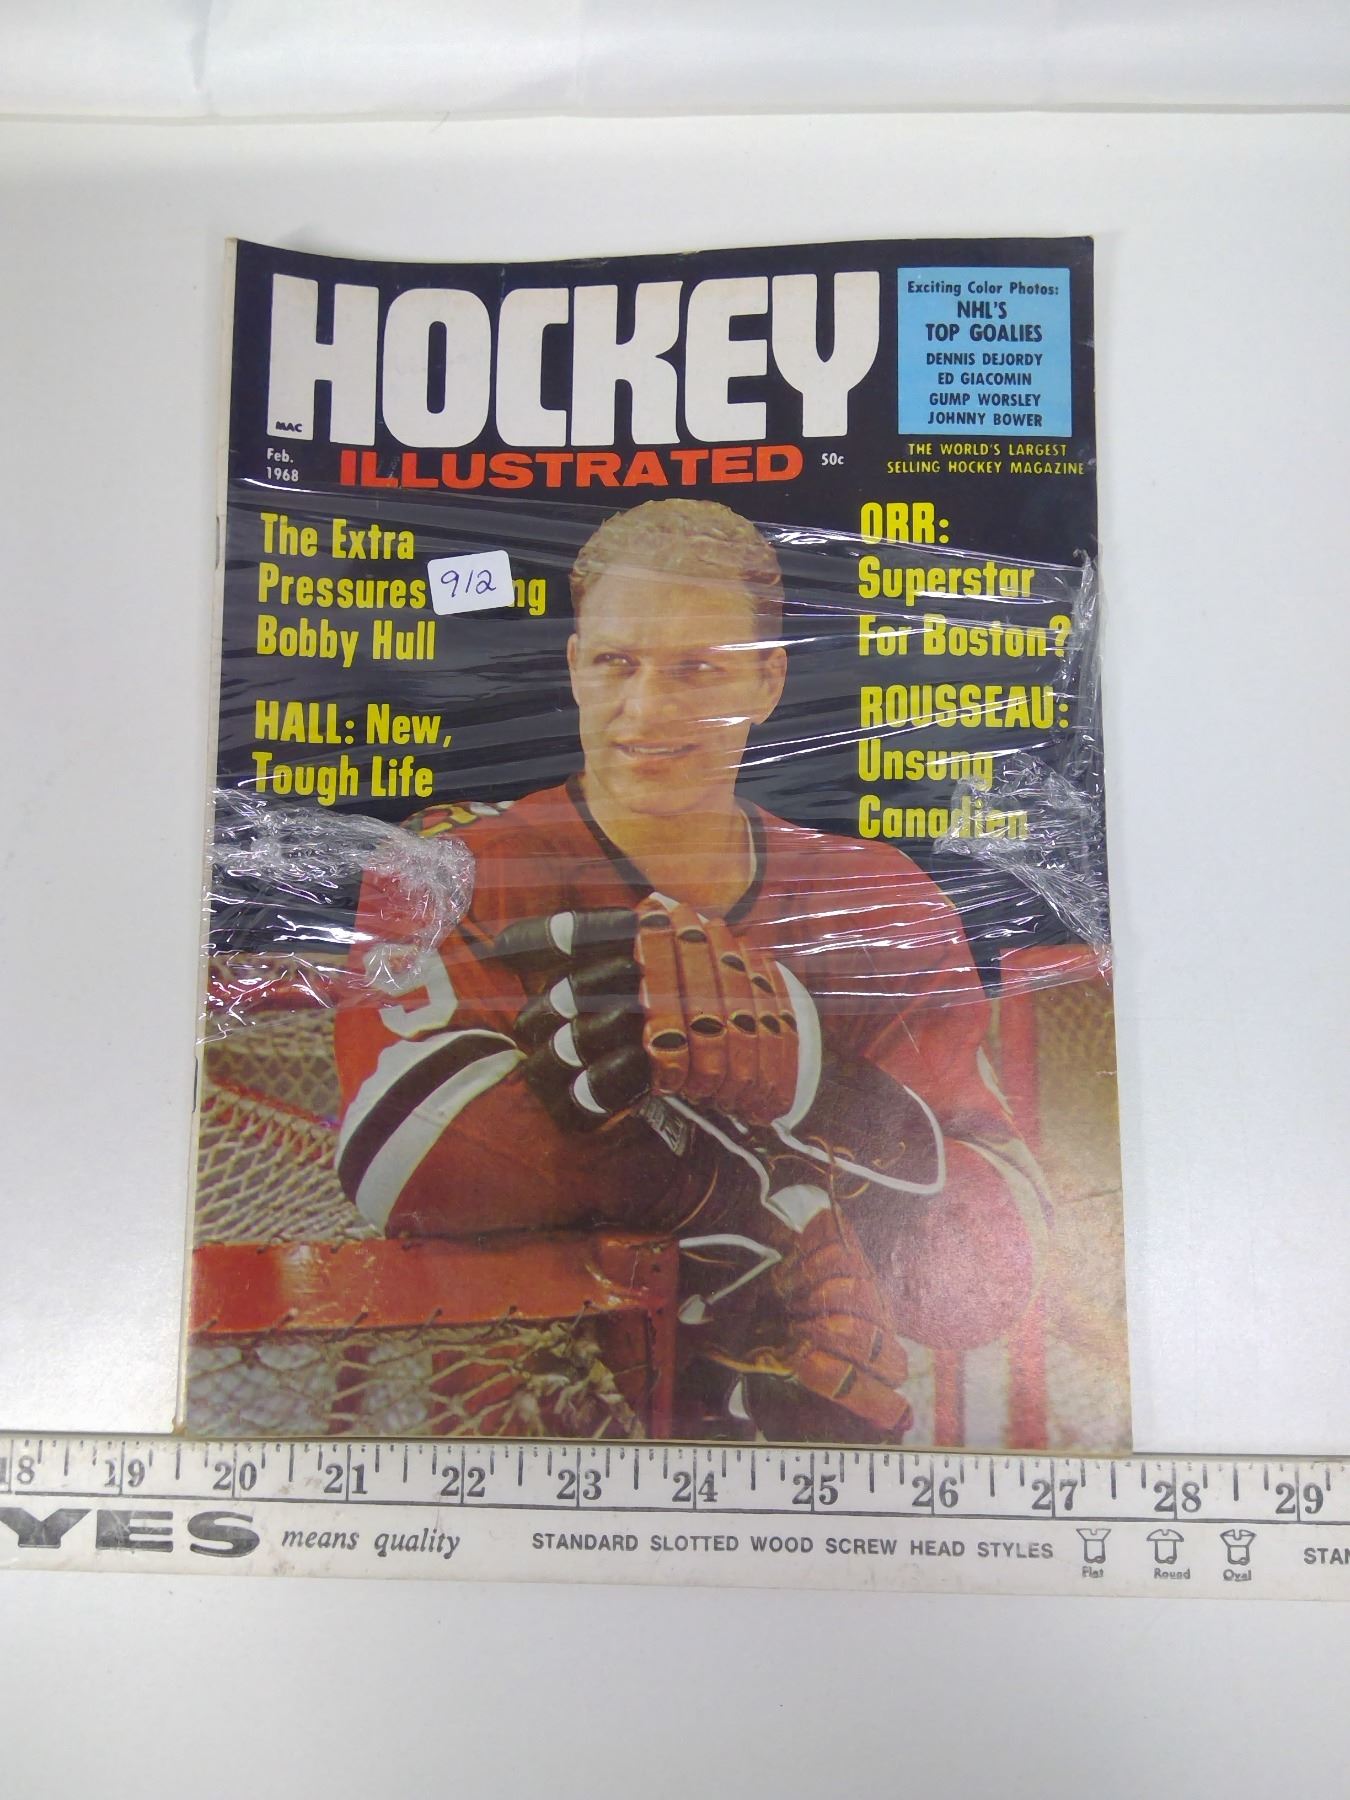 HOCKEY
MAC
Feb.
1968
ILLUSTRATED
50c
Exciting Color Photos:
NHL'S
TOP GOALIES
DENNIS DEJORDY
ED GIACOMIN
GUMP WORSLEY
JOHNNY BOWER
THE WORLD'S LARGEST
SELLING HOCKEY MAGAZINE
The Extra
Pressures
Bobby Hull
912
HALL: New,
Tough Life
ORR:
Superstar
For Boston?
ROUSSEAU:
Unsung
Canadien
9
18 19 20 21 22 23 24 25 26 27 28 29
YES means quality STANDARD SLOTTED WOOD SCREW HEAD STYLES
Flat Round Oval